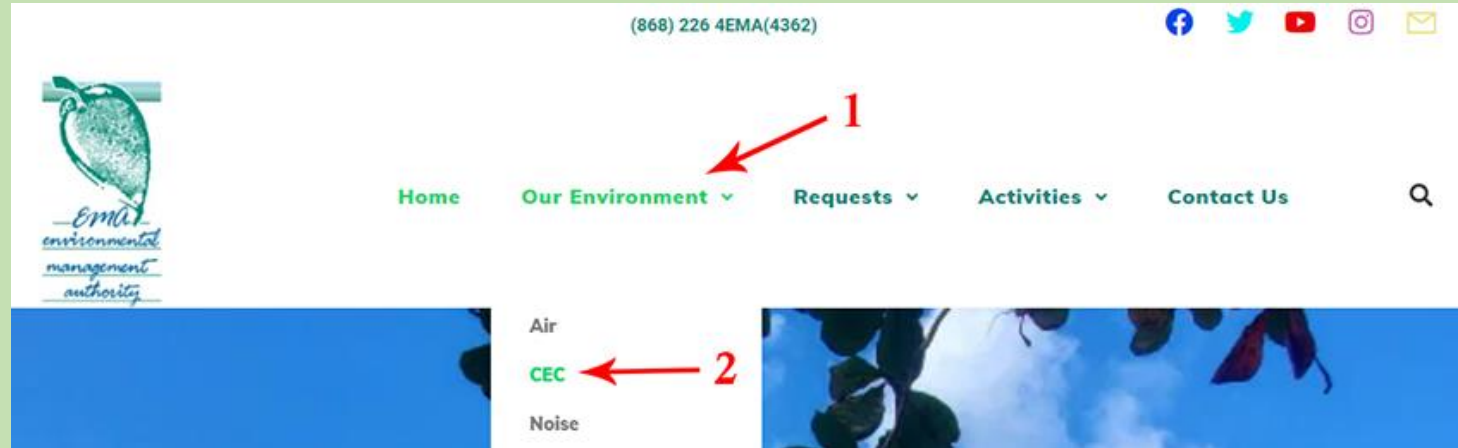 (868) 226 4EMA(4362)
1
Home Our Environment Requests Activities Contact Us
EMA
environmental
management
authority
Air
CEC 2
Noise